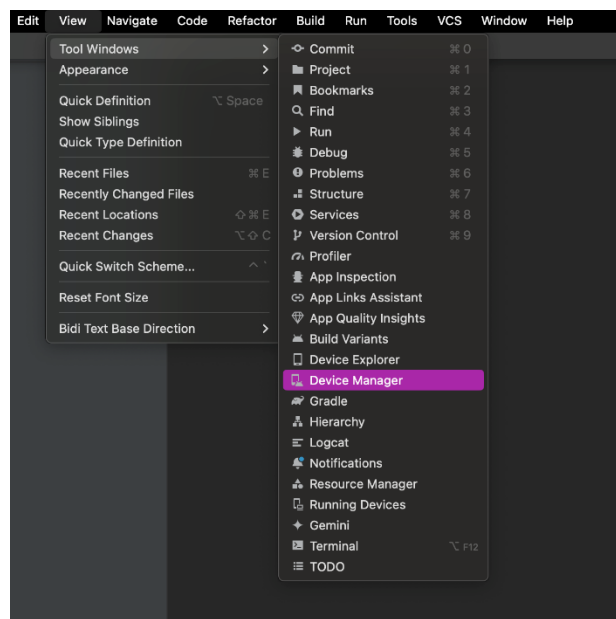 Edit View Navigate Code Refactor Build Run Tools VCS Window Help
Tool Windows >
Appearance >
Quick Definition ⌥ Space
Show Siblings
Quick Type Definition
Recent Files ⌘ E
Recently Changed Files
Recent Locations ⇧ ⌘ E
Recent Changes ⌥ ⇧ C
Quick Switch Scheme... ^ `
Reset Font Size
Bidi Text Base Direction >
Commit ⌘ 0
Project ⌘ 1
Bookmarks ⌘ 2
Find ⌘ 3
Run ⌘ 4
Debug ⌘ 5
Problems ⌘ 6
Structure ⌘ 7
Services ⌘ 8
Version Control ⌘ 9
Profiler
App Inspection
App Links Assistant
App Quality Insights
Build Variants
Device Explorer
Device Manager
Gradle
Hierarchy
Logcat
Notifications
Resource Manager
Running Devices
Gemini
Terminal ⌥ F12
TODO